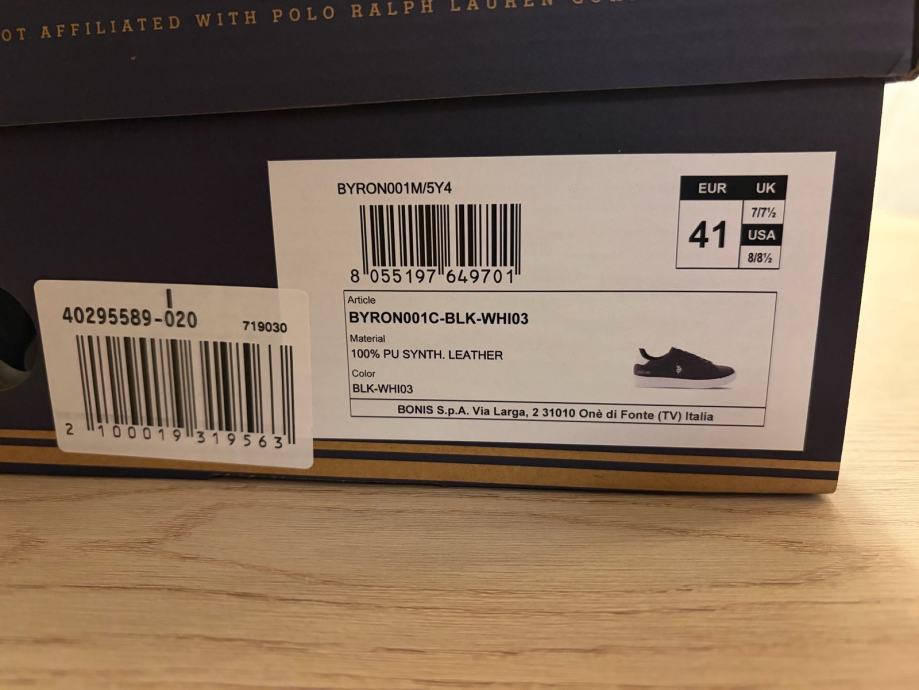 OT AFFILIATED WITH POLO RALPH LAUREN
BYRON001M/5Y4
8 055197 649701
EUR UK
41
7/7½
USA
8/8½
Article
BYRON001C-BLK-WHI03
Material
100% PU SYNTH. LEATHER
Color
BLK-WHI03
BONIS S.p.A. Via Larga, 2 31010 Onè di Fonte (TV) Italia
40295589-020
719030
2 100019 319563